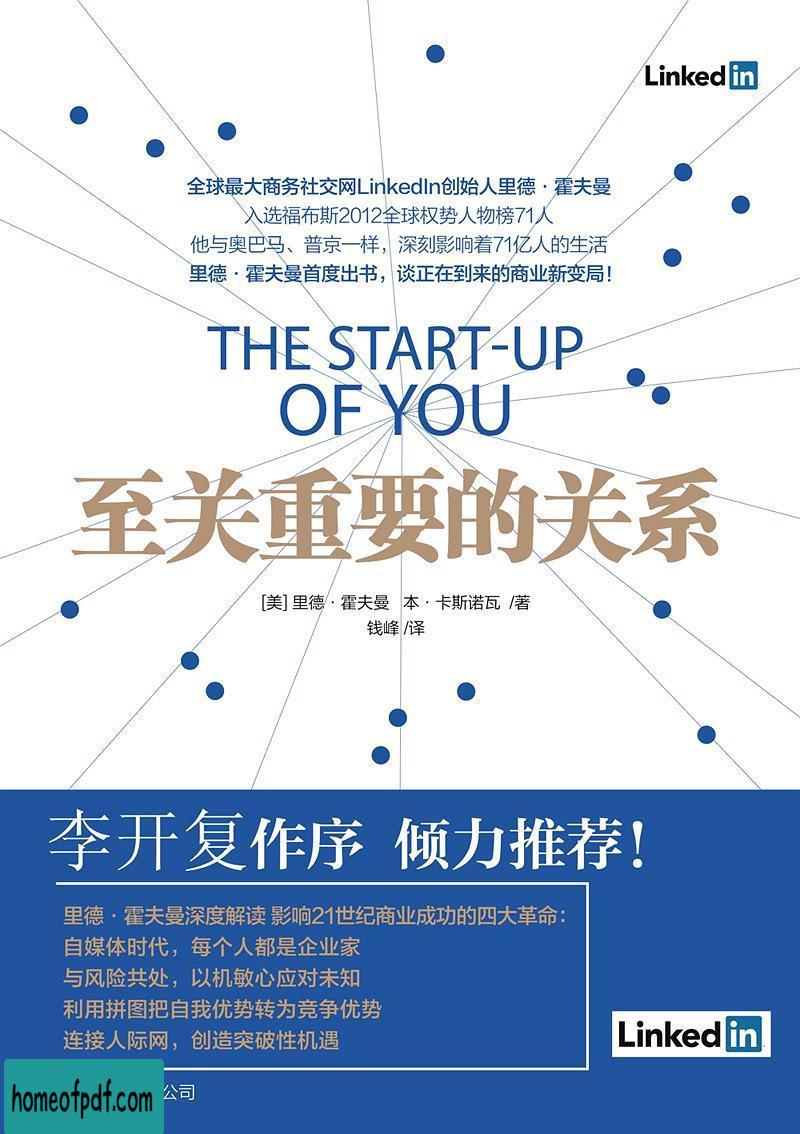 LinkedIn
全球最大商务社交网LinkedIn创始人里德·霍夫曼
入选福布斯2012全球权势人物榜71人
他与奥巴马、普京一样，深刻影响着71亿人的生活
里德·霍夫曼首度出书，谈正在到来的商业新变局！
THE START-UP
OF YOU
至关重要的关系
[美] 里德·霍夫曼 本·卡斯诺瓦 /著
钱峰 /译
李开复作序 倾力推荐！
里德·霍夫曼深度解读 影响21世纪商业成功的四大革命：
自媒体时代，每个人都是企业家
与风险共处，以机敏心应对未知
利用拼图把自我优势转为竞争优势
连接人际网，创造突破性机遇
LinkedIn
公司
homeofpdf.com